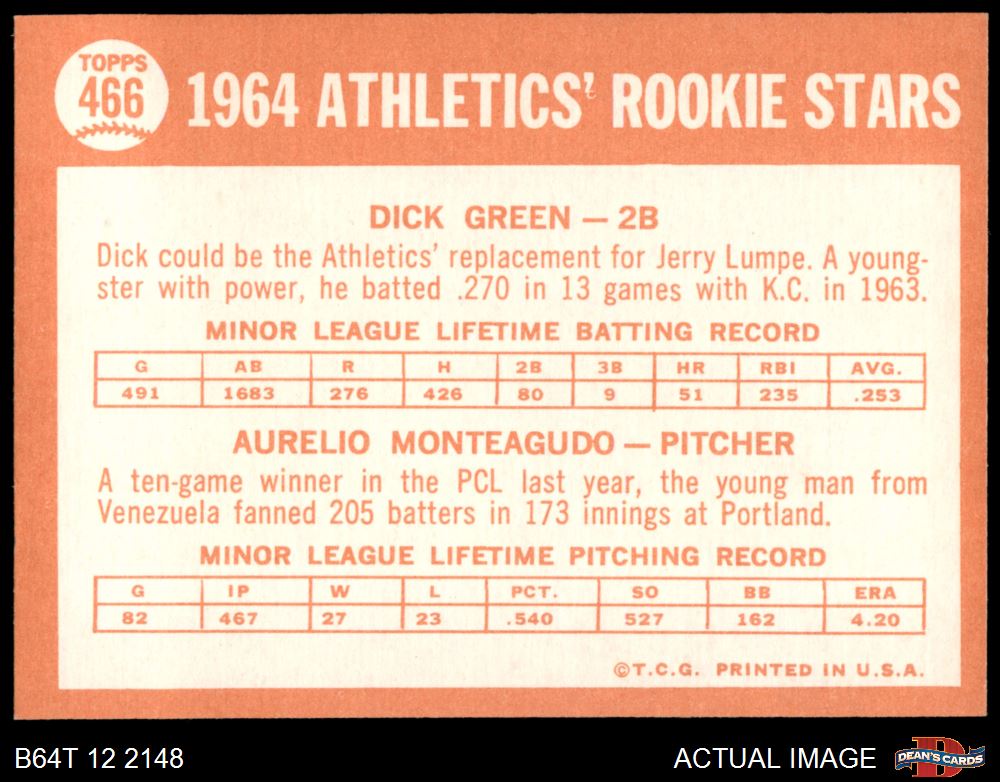 TOPPS
466
1964 ATHLETICS' ROOKIE STARS
DICK GREEN — 2B
Dick could be the Athletics' replacement for Jerry Lumpe. A young-
ster with power, he batted .270 in 13 games with K.C. in 1963.
MINOR LEAGUE LIFETIME BATTING RECORD
G AB R H 2B 3B HR RBI AVG.
491 1683 276 426 80 9 51 235 .253
AURELIO MONTEAGUDO — PITCHER
A ten-game winner in the PCL last year, the young man from
Venezuela fanned 205 batters in 173 innings at Portland.
MINOR LEAGUE LIFETIME PITCHING RECORD
G IP W L PCT. SO BB ERA
82 467 27 23 .540 527 162 4.20
©T.C.G. PRINTED IN U.S.A.
B64T 12 2148 ACTUAL IMAGE
D
DEAN'S CARDS